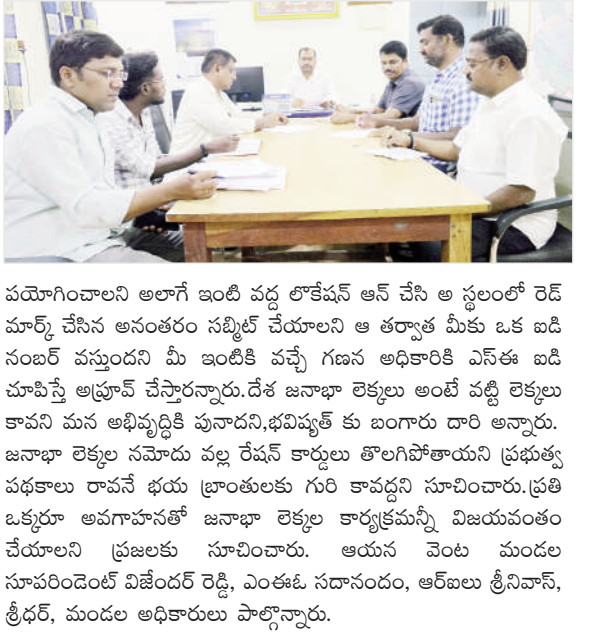 పయోగించాలని అలాగే ఇంటి వద్ద లొకేషన్ ఆన్ చేసి అ స్థలంలో రెడ్
మార్క్ చేసిన అనంతరం సబ్మిట్ చేయాలని ఆ తర్వాత మీకు ఒక ఐడి
నంబర్ వస్తుందని మీ ఇంటికి వచ్చే గణన అధికారికి ఎస్ఈ ఐడి
చూపిస్తే అప్రూవ్ చేస్తారన్నారు.దేశ జనాభా లెక్కలు అంటే వట్టి లెక్కలు
కావని మన అభివృద్ధికి పునాదని,భవిష్యత్ కు బంగారు దారి అన్నారు.
జనాభా లెక్కల నమోదు వల్ల రేషన్ కార్డులు తొలగిపోతాయని ప్రభుత్వ
పథకాలు రావనే భయ బ్రాంతులకు గురి కావద్దని సూచించారు.ప్రతి
ఒక్కరూ అవగాహనతో జనాభా లెక్కల కార్యక్రమన్నీ విజయవంతం
చేయాలని ప్రజలకు సూచించారు. ఆయన వెంట మండల
సూపరిండెంట్ విజేందర్ రెడ్డి, ఎంఈఓ సదానందం, ఆర్ఐలు శ్రీనివాస్,
శ్రీధర్, మండల అధికారులు పాల్గొన్నారు.